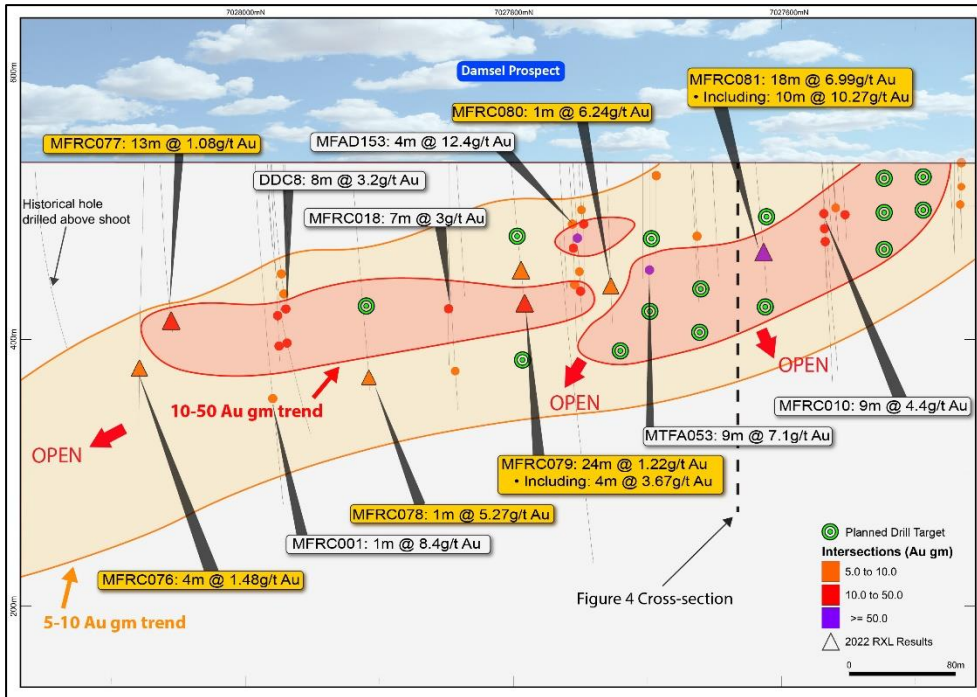 7028000mN
7027800mN
7027600mN
600m
400m
200m
Damsel Prospect
MFRC081: 18m @ 6.99g/t Au
• Including: 10m @ 10.27g/t Au
MFRC080: 1m @ 6.24g/t Au
MFRC077: 13m @ 1.08g/t Au
MFAD153: 4m @ 12.4g/t Au
DDC8: 8m @ 3.2g/t Au
MFRC018: 7m @ 3g/t Au
Historical hole
drilled above shoot
10-50 Au gm trend
OPEN
OPEN
OPEN
MFRC010: 9m @ 4.4g/t Au
MTFA053: 9m @ 7.1g/t Au
MFRC079: 24m @ 1.22g/t Au
• Including: 4m @ 3.67g/t Au
MFRC078: 1m @ 5.27g/t Au
MFRC001: 1m @ 8.4g/t Au
MFRC076: 4m @ 1.48g/t Au
5-10 Au gm trend
Figure 4 Cross-section
Planned Drill Target
Intersections (Au gm)
5.0 to 10.0
10.0 to 50.0
>= 50.0
2022 RXL Results
0 80m